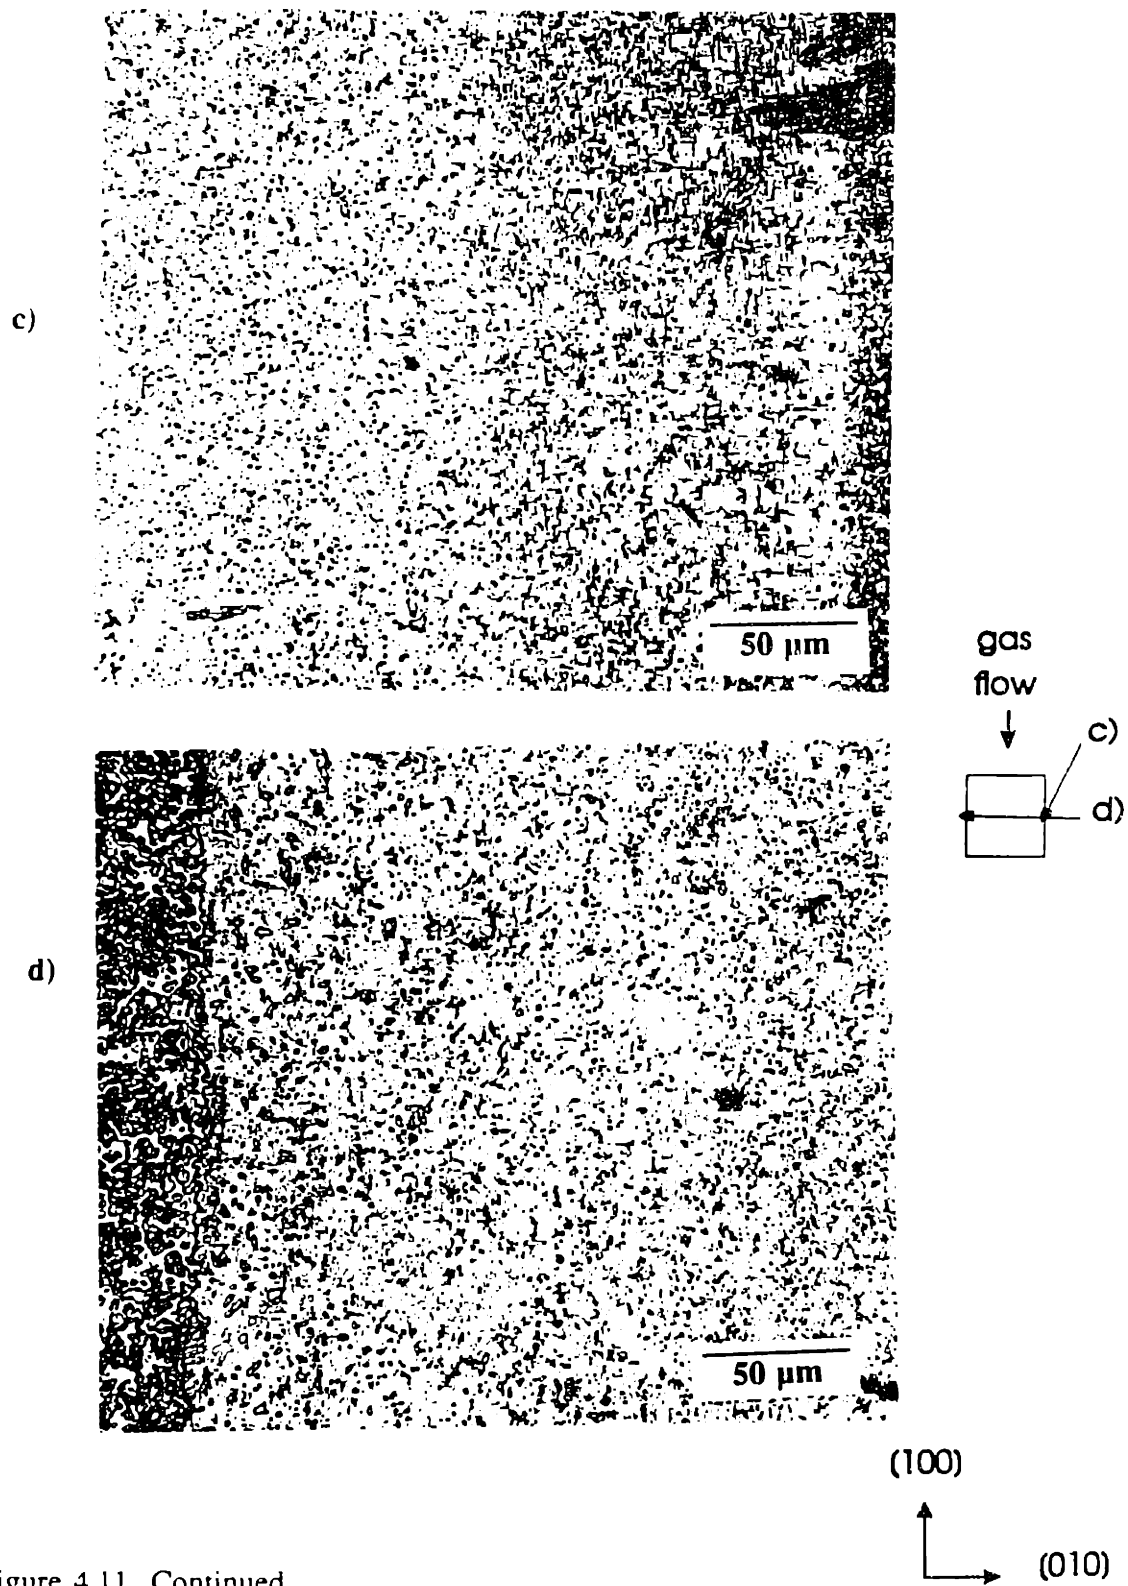 c)
50 μm
gas
flow
c)
d)
d)
50 μm
(100)
(010)
igure 4.11 Continued